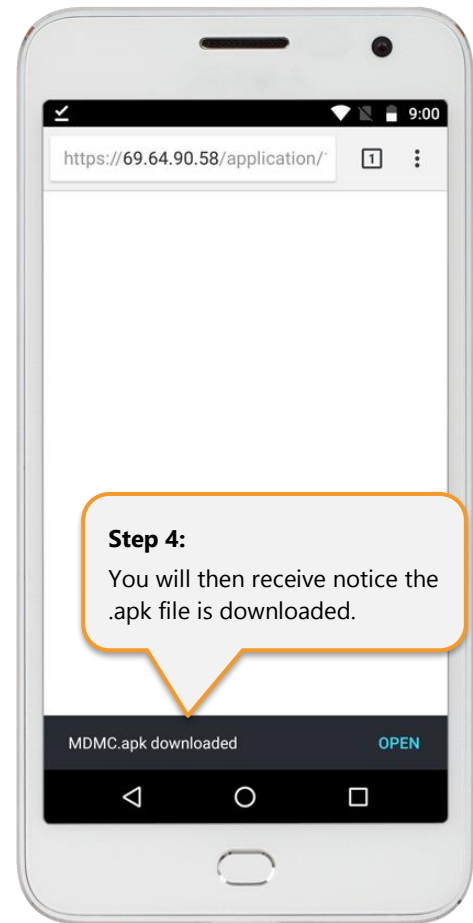 9:00
https://69.64.90.58/application/
1
Step 4:
You will then receive notice the
.apk file is downloaded.
MDMC.apk downloaded OPEN